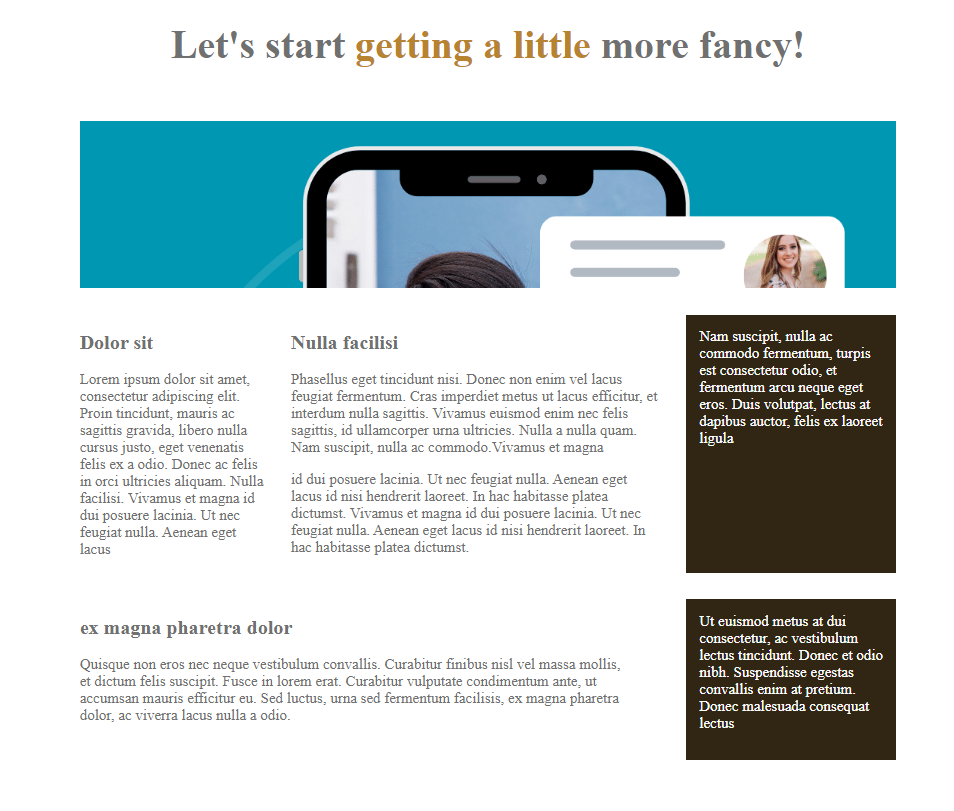 Let's start getting a little more fancy!
Dolor sit
Lorem ipsum dolor sit amet,
consectetur adipiscing elit.
Proin tincidunt, mauris ac
sagittis gravida, libero nulla
cursus justo, eget venenatis
felis ex a odio. Donec ac felis
in orci ultricies aliquam. Nulla
facilisi. Vivamus et magna id
dui posuere lacinia. Ut nec
feugiat nulla. Aenean eget
lacus
Nulla facilisi
Phasellus eget tincidunt nisi. Donec non enim vel lacus
feugiat fermentum. Cras imperdiet metus ut lacus efficitur, et
interdum nulla sagittis. Vivamus euismod enim nec felis
sagittis, id ullamcorper urna ultricies. Nulla a nulla quam.
Nam suscipit, nulla ac commodo.Vivamus et magna
id dui posuere lacinia. Ut nec feugiat nulla. Aenean eget
lacus id nisi hendrerit laoreet. In hac habitasse platea
dictumst. Vivamus et magna id dui posuere lacinia. Ut nec
feugiat nulla. Aenean eget lacus id nisi hendrerit laoreet. In
hac habitasse platea dictumst.
Nam suscipit, nulla ac
commodo fermentum, turpis
est consectetur odio, et
fermentum arcu neque eget
eros. Duis volutpat, lectus at
dapibus auctor, felis ex laoreet
ligula
ex magna pharetra dolor
Quisque non eros nec neque vestibulum convallis. Curabitur finibus nisl vel massa mollis,
et dictum felis suscipit. Fusce in lorem erat. Curabitur vulputate condimentum ante, ut
accumsan mauris efficitur eu. Sed luctus, urna sed fermentum facilisis, ex magna pharetra
dolor, ac viverra lacus nulla a odio.
Ut euismod metus at dui
consectetur, ac vestibulum
lectus tincidunt. Donec et odio
nibh. Suspendisse egestas
convallis enim at pretium.
Donec malesuada consequat
lectus